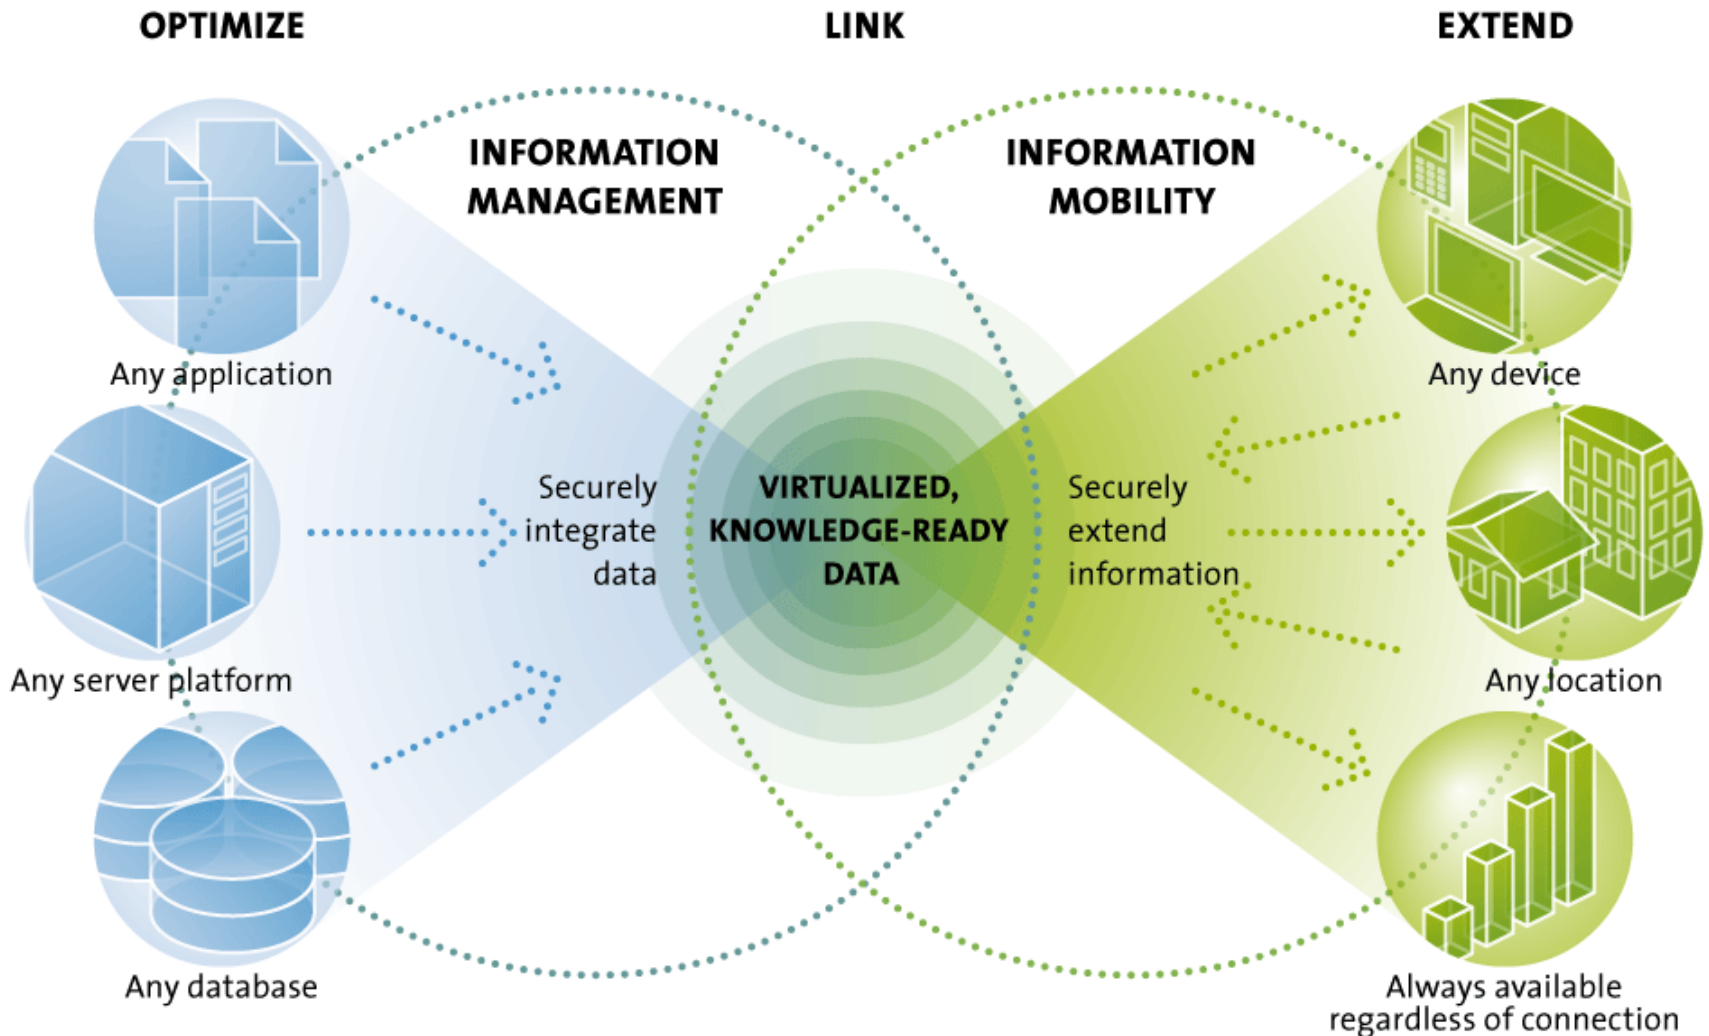 OPTIMIZE
LINK
EXTEND
INFORMATION
MANAGEMENT
INFORMATION
MOBILITY
Any application
Any device
Securely
integrate
data
VIRTUALIZED,
KNOWLEDGE-READY
DATA
Securely
extend
information
Any server platform
Any location
Any database
Always available
regardless of connection